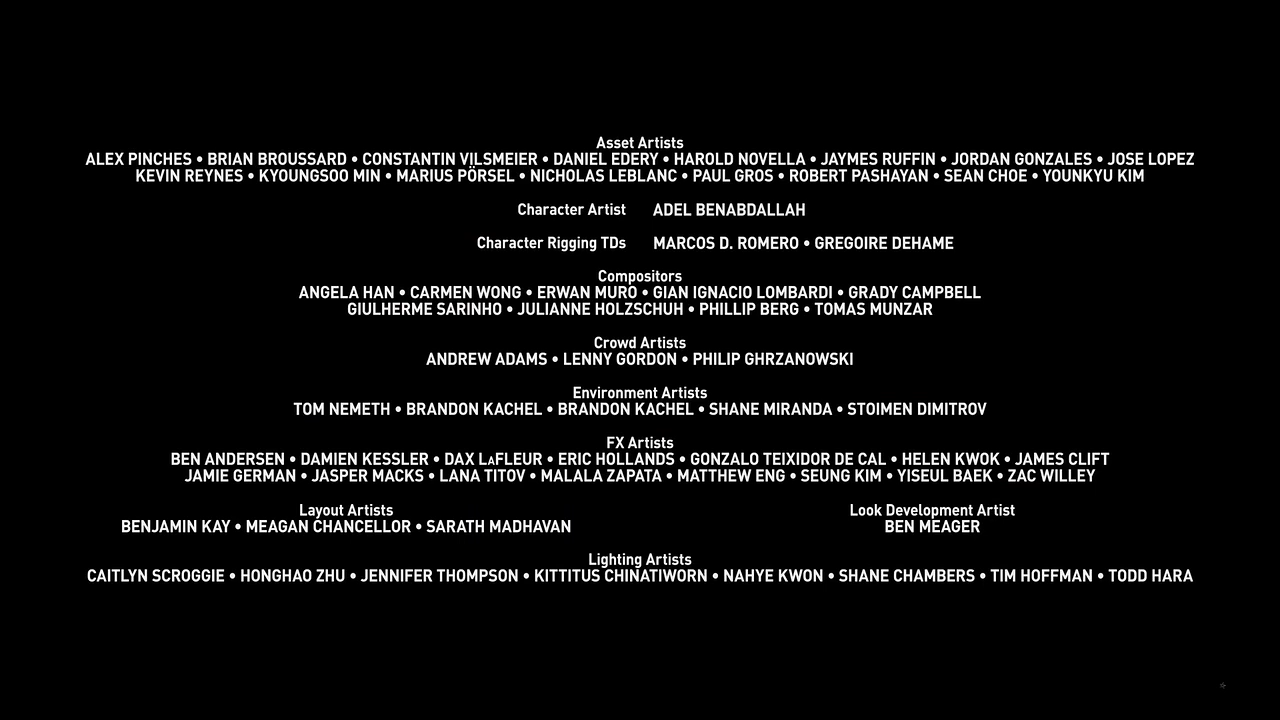 Asset Artists
ALEX PINCHES • BRIAN BROUSSARD • CONSTANTIN VILSMEIER • DANIEL EDERY • HAROLD NOVELLA • JAYMES RUFFIN • JORDAN GONZALES • JOSE LOPEZ
KEVIN REYNES • KYOUNGSOO MIN • MARIUS PÖRSEL • NICHOLAS LEBLANC • PAUL GROS • ROBERT PASHAYAN • SEAN CHOE • YOUNKYU KIM
Character Artist ADEL BENABDALLAH
Character Rigging TDs MARCOS D. ROMERO • GREGOIRE DEHAME
Compositors
ANGELA HAN • CARMEN WONG • ERWAN MURO • GIAN IGNACIO LOMBARDI • GRADY CAMPBELL
GIULHERME SARINHO • JULIANNE HOLZSCHUH • PHILLIP BERG • TOMAS MUNZAR
Crowd Artists
ANDREW ADAMS • LENNY GORDON • PHILIP GHRZANOWSKI
Environment Artists
TOM NEMETH • BRANDON KACHEL • BRANDON KACHEL • SHANE MIRANDA • STOIMEN DIMITROV
FX Artists
BEN ANDERSEN • DAMIEN KESSLER • DAX LAFLEUR • ERIC HOLLANDS • GONZALO TEIXIDOR DE CAL • HELEN KWOK • JAMES CLIFT
JAMIE GERMAN • JASPER MACKS • LANA TITOV • MALALA ZAPATA • MATTHEW ENG • SEUNG KIM • YISEUL BAEK • ZAC WILLEY
Layout Artists
BENJAMIN KAY • MEAGAN CHANCELLOR • SARATH MADHAVAN
Look Development Artist
BEN MEAGER
Lighting Artists
CAITLYN SCROGGIE • HONGHAO ZHU • JENNIFER THOMPSON • KITTITUS CHINATIWORN • NAHYE KWON • SHANE CHAMBERS • TIM HOFFMAN • TODD HARA